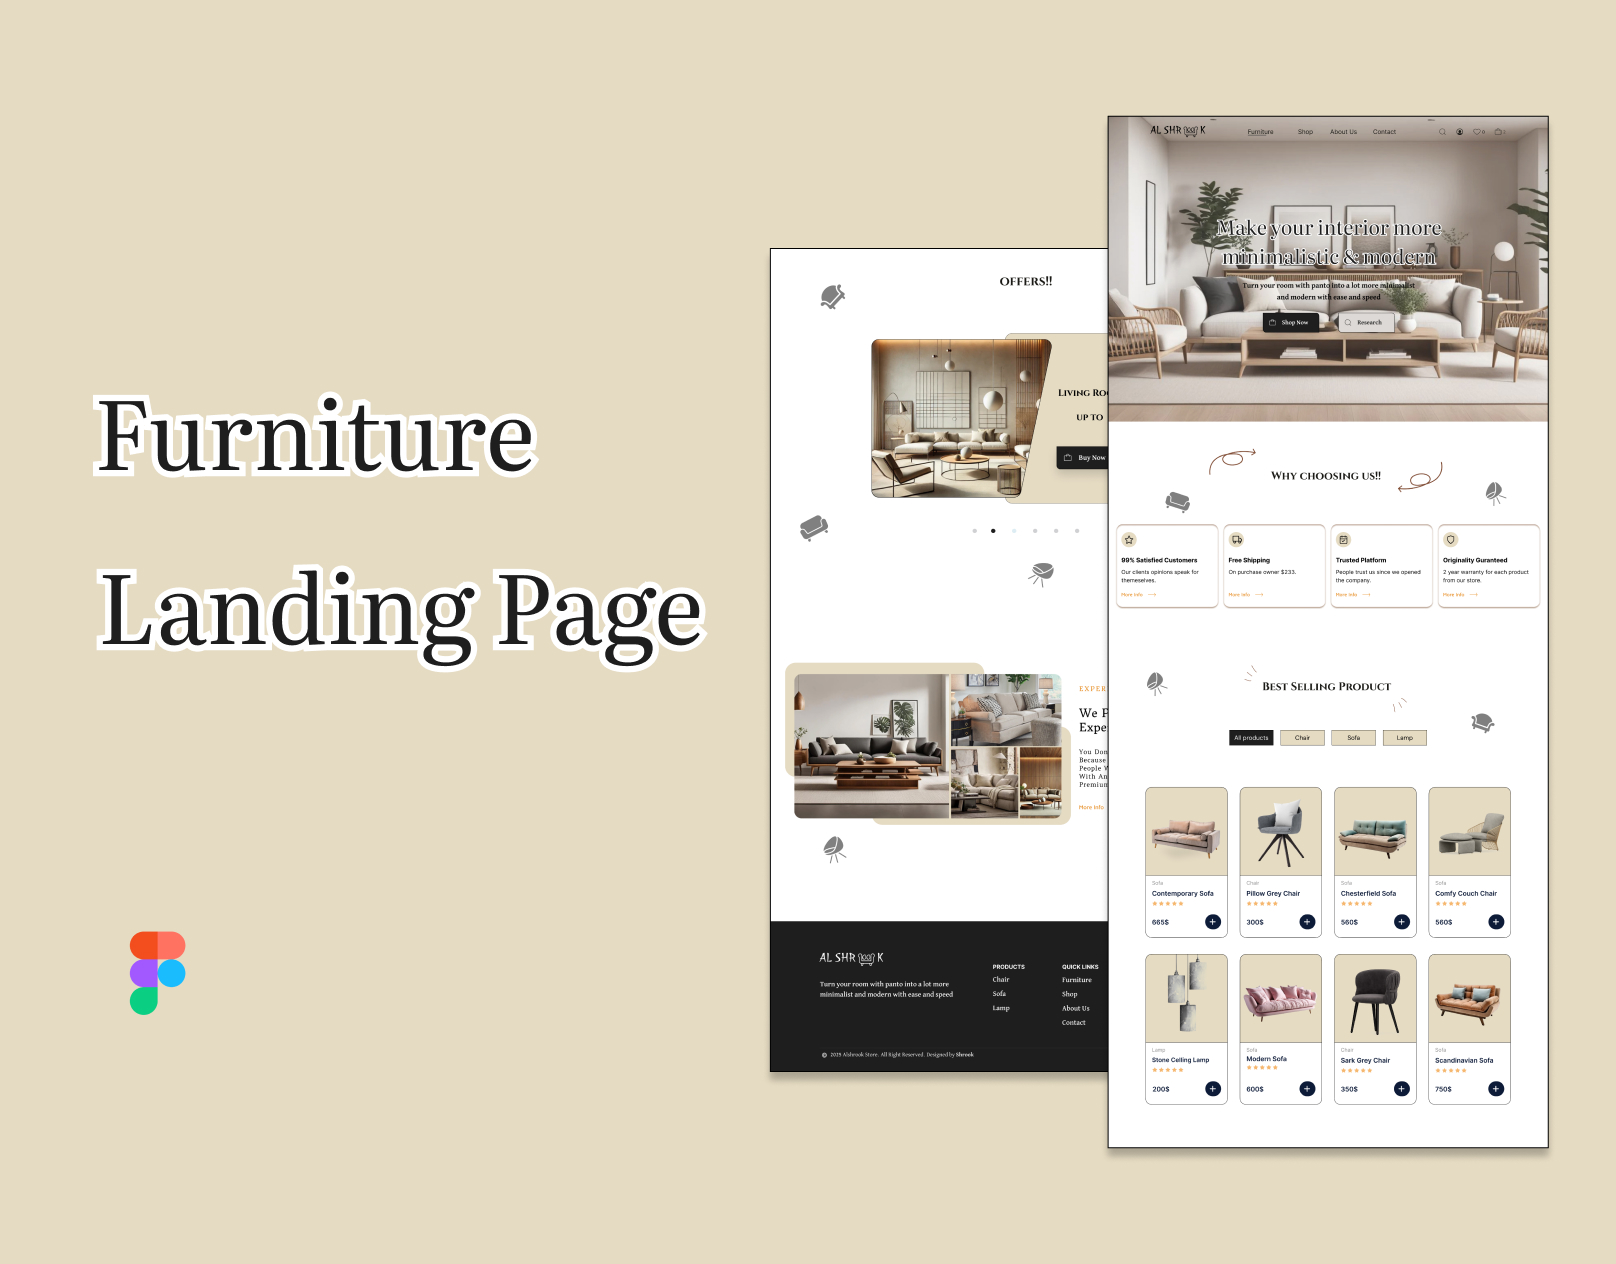 Furniture
Landing Page
OFFERS!!
Living Roo
up to
Buy Now
EXPER
We P
Expe
You Don
Because
People W
With An
Premium
More Info
AL SHR K
Turn your room with panto into a lot more
minimalist and modern with ease and speed
PRODUCTS
Chair
Sofa
Lamp
QUICK LINKS
Furniture
Shop
About Us
Contact
2025 Alshrook Store. All Right Reserved. Designed by Shrook
AL SHR K
Furniture
Shop
About Us
Contact
Make your interior more
minimalistic & modern
Turn your room with panto into a lot more minimalist
and modern with ease and speed
Shop Now
Research
Why choosing us!!
99% Satisfied Customers
Our clients opinions speak for
themeselves.
More Info
Free Shipping
On purchase owner $233.
More Info
Trusted Platform
People trust us since we opened
the company.
More Info
Originality Guranteed
2 year warranty for each product
from our store.
More Info
Best Selling Product
All products
Chair
Sofa
Lamp
Sofa
Contemporary Sofa
665$
Chair
Pillow Grey Chair
300$
Sofa
Chesterfield Sofa
560$
Sofa
Comfy Couch Chair
560$
Lamp
Stone Ceiling Lamp
200$
Sofa
Modern Sofa
600$
Chair
Sark Grey Chair
350$
Sofa
Scandinavian Sofa
750$